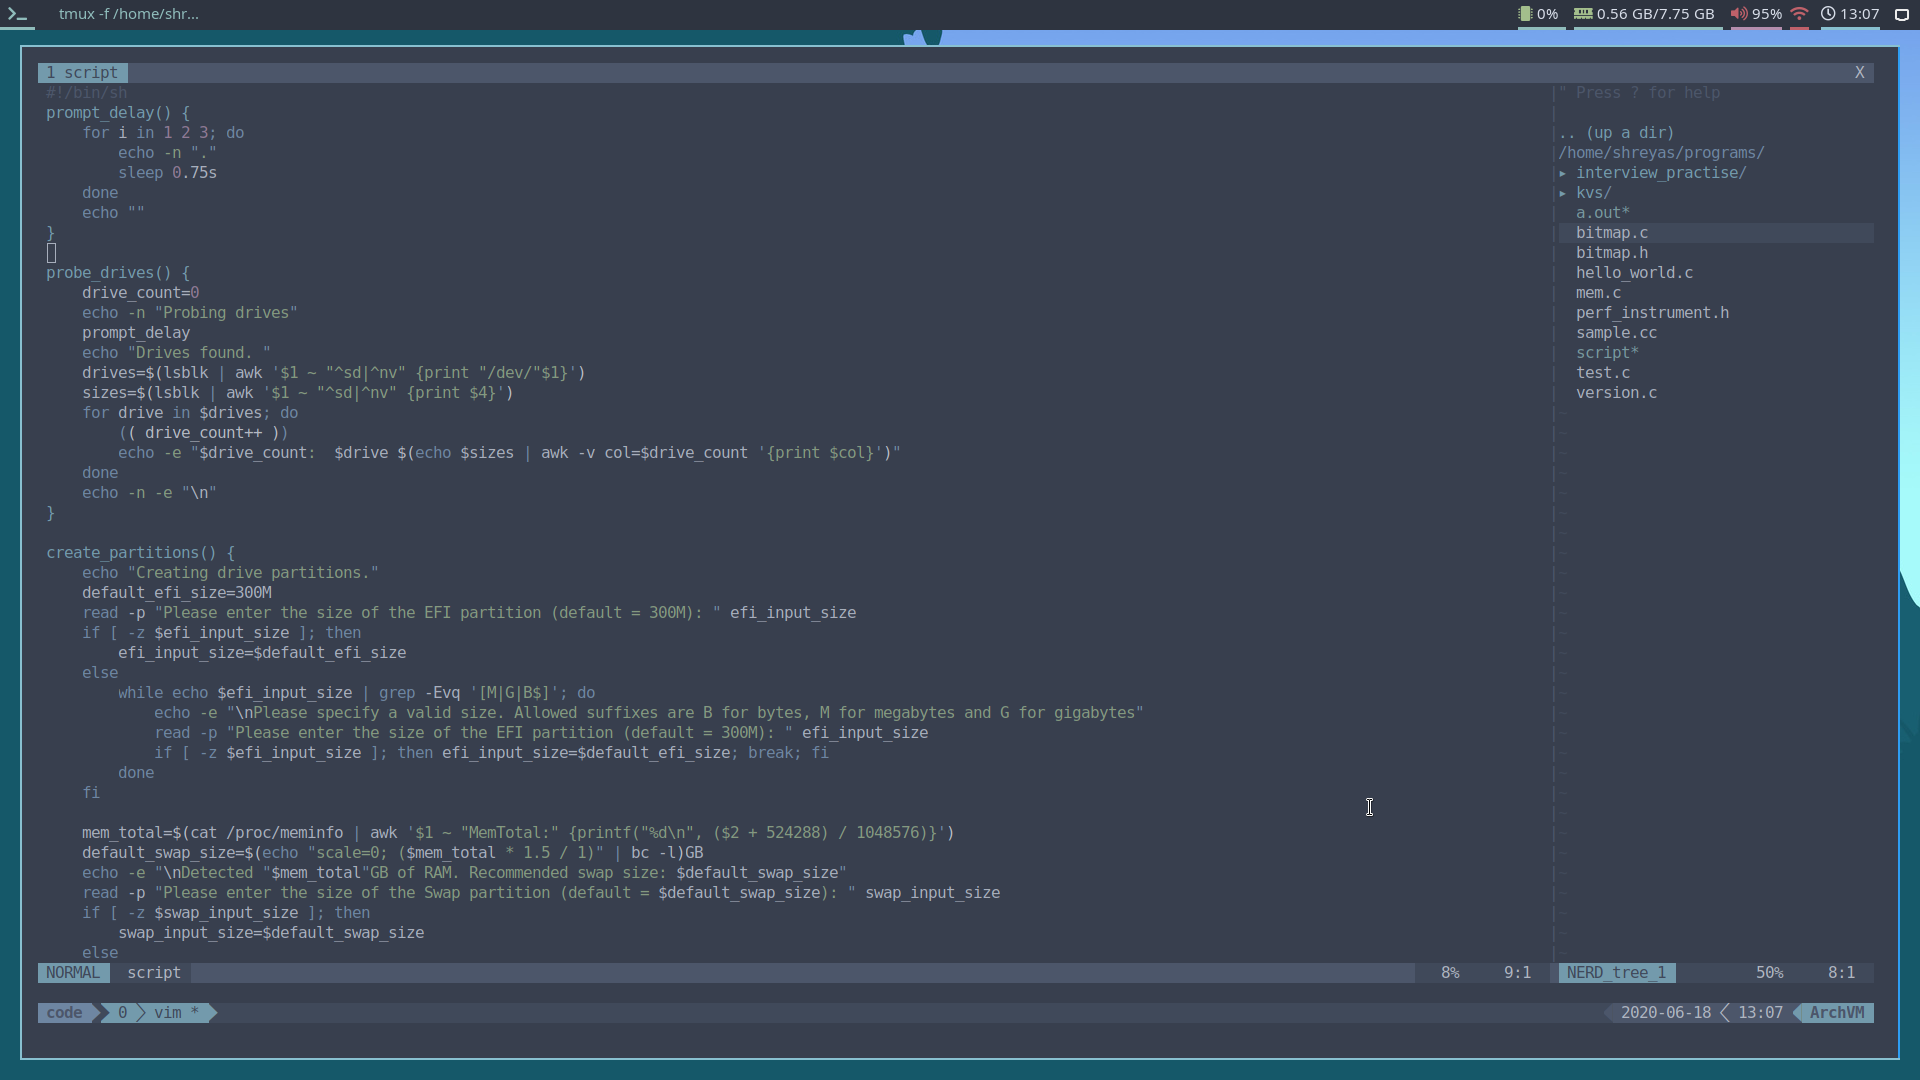 tmux -f /home/shr... 0% 0.56 GB/7.75 GB 95% 13:07
1 script X
#!/bin/sh
prompt_delay() {
    for i in 1 2 3; do
        echo -n "."
        sleep 0.75s
    done
    echo ""
}
probe_drives() {
    drive_count=0
    echo -n "Probing drives"
    prompt_delay
    echo "Drives found. "
    drives=$(lsblk | awk '$1 ~ "^sd|^nv" {print "/dev/"$1}')
    sizes=$(lsblk | awk '$1 ~ "^sd|^nv" {print $4}')
    for drive in $drives; do
        (( drive_count++ ))
        echo -e "$drive_count:  $drive $(echo $sizes | awk -v col=$drive_count '{print $col}')"
    done
    echo -n -e "\n"
}
create_partitions() {
    echo "Creating drive partitions."
    default_efi_size=300M
    read -p "Please enter the size of the EFI partition (default = 300M): " efi_input_size
    if [ -z $efi_input_size ]; then
        efi_input_size=$default_efi_size
    else
        while echo $efi_input_size | grep -Evq '[M|G|B$]'; do
            echo -e "\nPlease specify a valid size. Allowed suffixes are B for bytes, M for megabytes and G for gigabytes"
            read -p "Please enter the size of the EFI partition (default = 300M): " efi_input_size
            if [ -z $efi_input_size ]; then efi_input_size=$default_efi_size; break; fi
        done
    fi
    mem_total=$(cat /proc/meminfo | awk '$1 ~ "MemTotal:" {printf("%d\n", ($2 + 524288) / 1048576)}')
    default_swap_size=$(echo "scale=0; ($mem_total * 1.5 / 1)" | bc -l)GB
    echo -e "\nDetected "$mem_total"GB of RAM. Recommended swap size: $default_swap_size"
    read -p "Please enter the size of the Swap partition (default = $default_swap_size): " swap_input_size
    if [ -z $swap_input_size ]; then
        swap_input_size=$default_swap_size
    else
" Press ? for help
.. (up a dir)
/home/shreyas/programs/
▸ interview_practise/
▸ kvs/
a.out*
bitmap.c
bitmap.h
hello_world.c
mem.c
perf_instrument.h
sample.cc
script*
test.c
version.c
NORMAL script 8% 9:1 NERD_tree_1 50% 8:1
code 0 vim * 2020-06-18 13:07 ArchVM